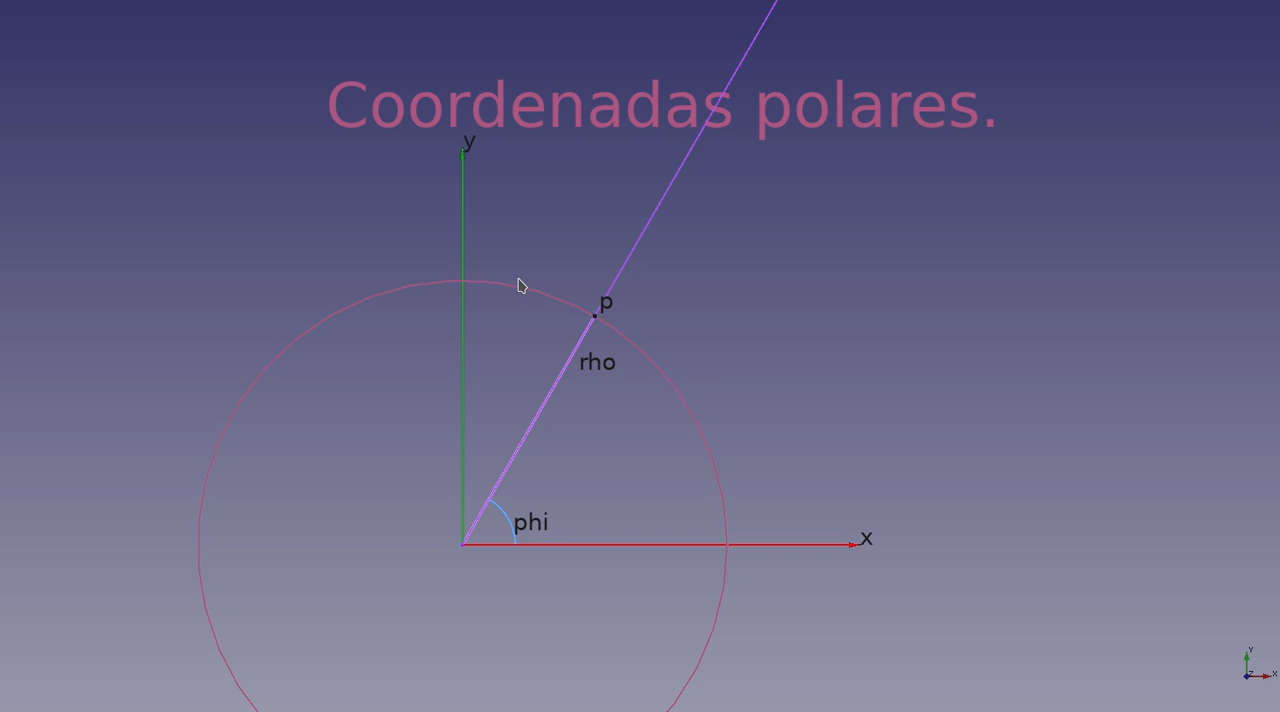 Coordenadas polares.
y
p
rho
phi
x
Y
Z
X